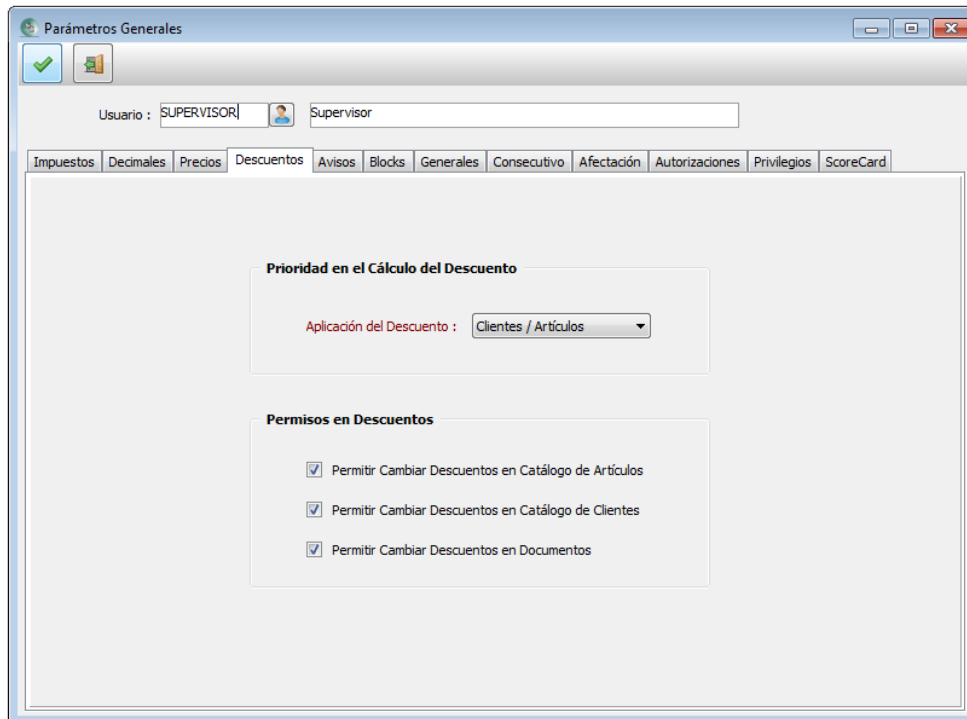 Parámetros Generales
Usuario : SUPERVISOR Supervisor
Impuestos Decimales Precios Descuentos Avisos Blocks Generales Consecutivo Afectación Autorizaciones Privilegios ScoreCard
Prioridad en el Cálculo del Descuento
Aplicación del Descuento : Clientes / Artículos
Permisos en Descuentos
Permitir Cambiar Descuentos en Catálogo de Artículos
Permitir Cambiar Descuentos en Catálogo de Clientes
Permitir Cambiar Descuentos en Documentos